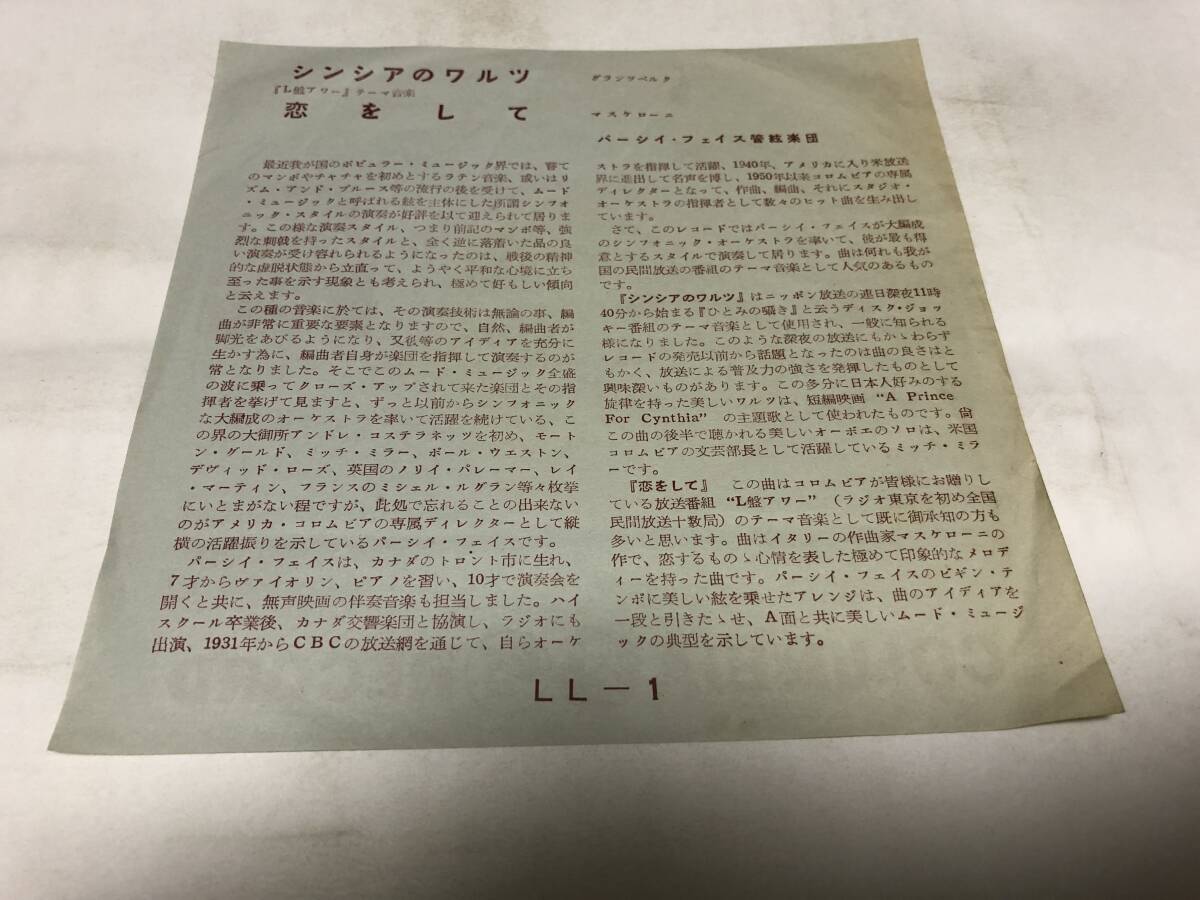 シンシアのワルツ グランツベルク
『L盤アワー』テーマ音楽
恋をして マスケローニ
パーシイ・フェイス管絃楽団
最近我が国のポピュラー・ミュージック界では、嘗て
のマンボやチャチャを初めとするラテン音楽、或いはリ
ズム・アンド・ブルース等の流行の後を受けて、ムード
・ミュージックと呼ばれる絃を主体にした所謂シンフォ
ニック・スタイルの演奏が好評を以て迎えられて居りま
す。この様な演奏スタイル、つまり前記のマンボ等、強
烈な刺戟を持ったスタイルと、全く逆に落着いた品の良
い演奏が受け容れられるようになったのは、戦後の精神
的な虚脱状態から立直って、ようやく平和な心境に立ち
至った事を示す現象とも考えられ、極めて好もしい傾向
と云えます。
この種の音楽に於ては、その演奏技術は無論の事、編
曲が非常に重要な要素となりますので、自然、編曲者が
脚光をあびるようになり、又彼等のアイディアを充分に
生かす為に、編曲者自身が楽団を指揮して演奏するのが
常となりました。そこでこのムード・ミュージック全盛
の波に乗ってクローズ・アップされて来た楽団とその指
揮者を挙げて見ますと、ずっと以前からシンフォニック
な大編成のオーケストラを率いて活躍を続けている、こ
の界の大御所アンドレ・コステラネッツを初め、モート
ン・グールド、ミッチ・ミラー、ポール・ウエストン、
デヴィッド・ローズ、英国のノリイ・パレーマー、レイ
・マーティン、フランスのミシェル・ルグラン等々枚挙
にいとまがない程ですが、此処で忘れることの出来ない
のがアメリカ・コロムビアの専属ディレクターとして縦
横の活躍振りを示しているパーシイ・フェイスです。
パーシイ・フェイスは、カナダのトロント市に生れ、
7才からヴァイオリン、ピアノを習い、10才で演奏会を
開くと共に、無声映画の伴奏音楽も担当しました。ハイ
スクール卒業後、カナダ交響楽団と協演し、ラジオにも
出演、1931年からCBCの放送網を通じて、自らオーケ
ストラを指揮して活躍、1940年、アメリカに入り米放送
界に進出して名声を博し、1950年以来コロムビアの専属
ディレクターとなって、作曲、編曲、それにスタジオ・
オーケストラの指揮者として数々のヒット曲を生み出し
ています。
さて、このレコードではパーシイ・フェイスが大編成
のシンフォニック・オーケストラを率いて、彼が最も得
意とするスタイルで演奏して居ります。曲は何れも我が
国の民間放送の番組のテーマ音楽として人気のあるもの
です。
『シンシアのワルツ』はニッポン放送の連日深夜11時
40分から始まる『ひとみの囁き』と云うディスク・ジョッ
キー番組のテーマ音楽として使用され、一般に知られる
様になりました。このような深夜の放送にもかゝわらず
レコードの発売以前から話題となったのは曲の良さはと
もかく、放送による普及力の強さを発揮したものとして
興味深いものがあります。この多分に日本人好みのする
旋律を持った美しいワルツは、短編映画 “A Prince
For Cynthia” の主題歌として使われたものです。尚
この曲の後半で聴かれる美しいオーボエのソロは、米国
コロムビアの文芸部長として活躍しているミッチ・ミラ
ーです。
『恋をして』 この曲はコロムビアが皆様にお贈りし
ている放送番組 “L盤アワー” （ラジオ東京を初め全国
民間放送十数局）のテーマ音楽として既に御承知の方も
多いと思います。曲はイタリーの作曲家マスケローニの
作で、恋するものゝ心情を表した極めて印象的なメロデ
ィーを持った曲です。パーシイ・フェイスのビギン・テ
ンポに美しい絃を乗せたアレンジは、曲のアイディアを
一段と引きたゝせ、A面と共に美しいムード・ミュージ
ックの典型を示しています。
LL－1